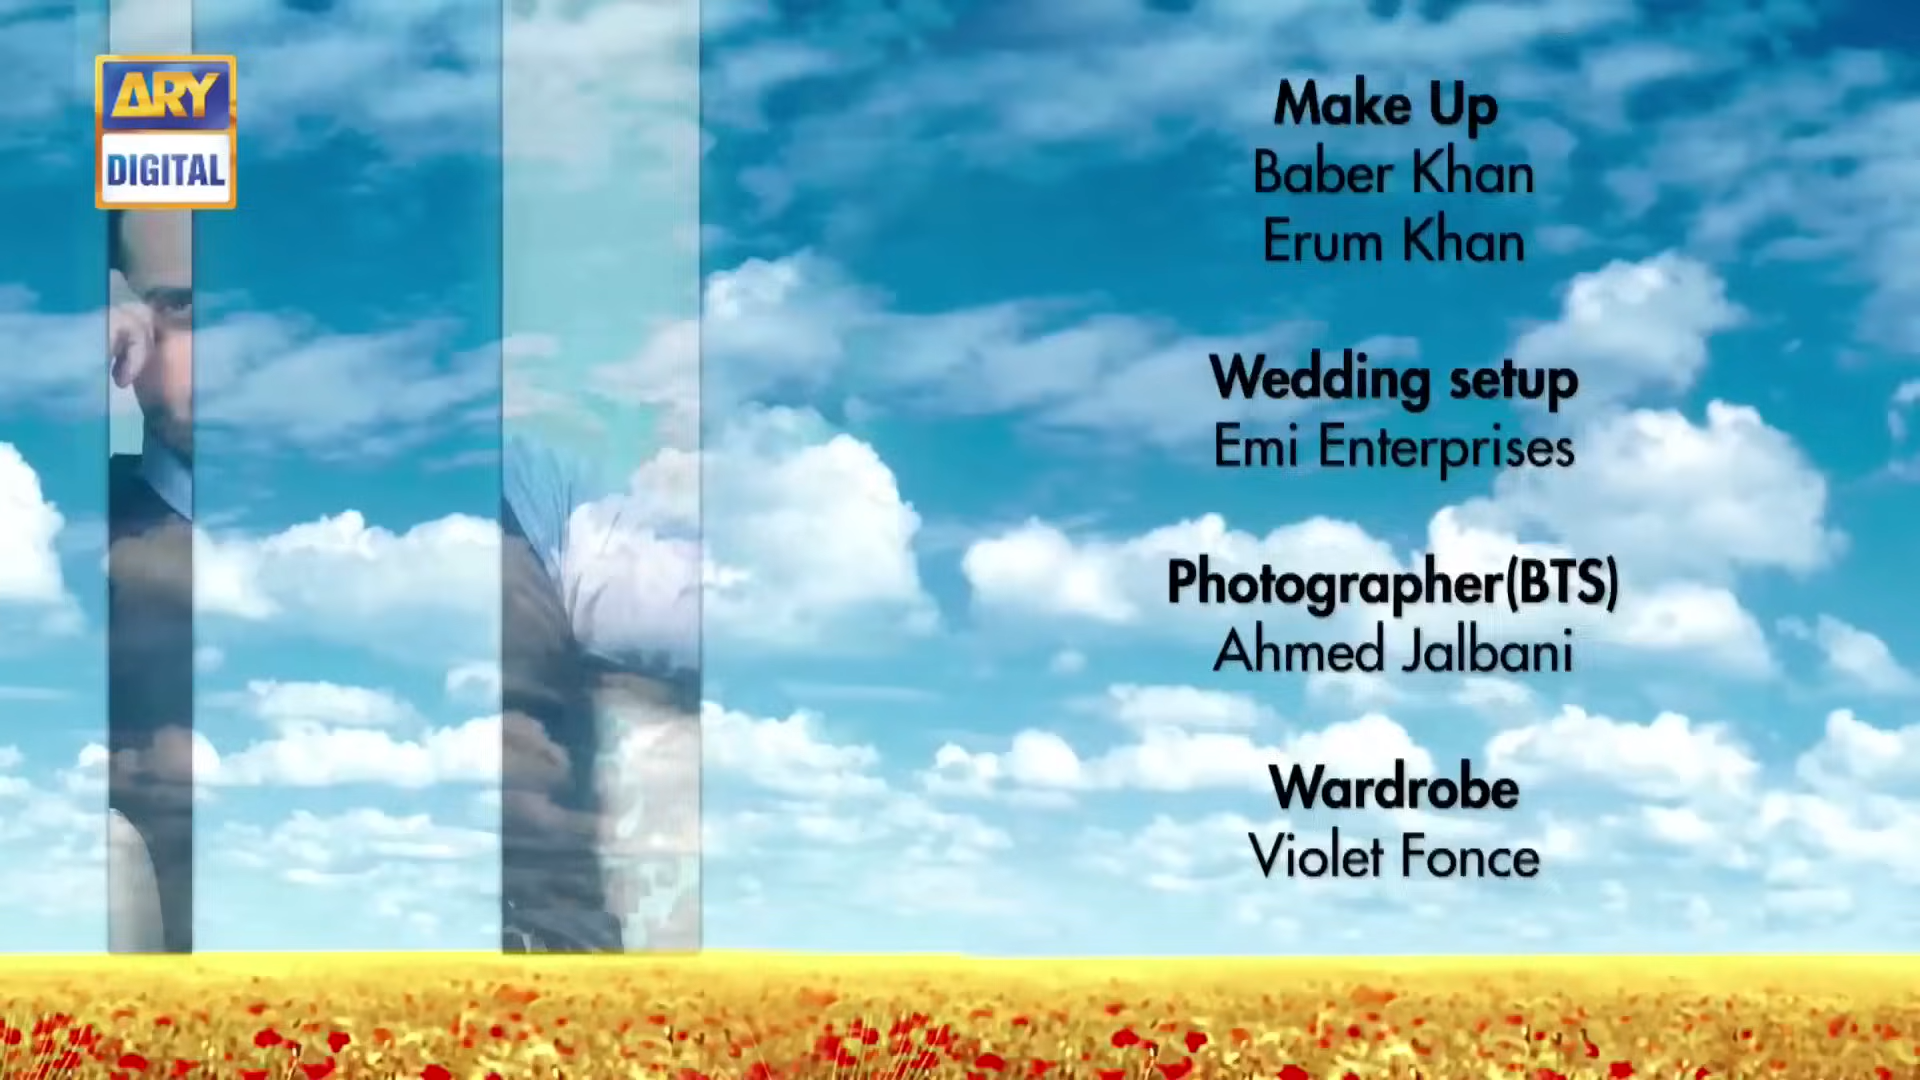 ARY
DIGITAL
Make Up
Baber Khan
Erum Khan
Wedding setup
Emi Enterprises
Photographer(BTS)
Ahmed Jalbani
Wardrobe
Violet Fonce